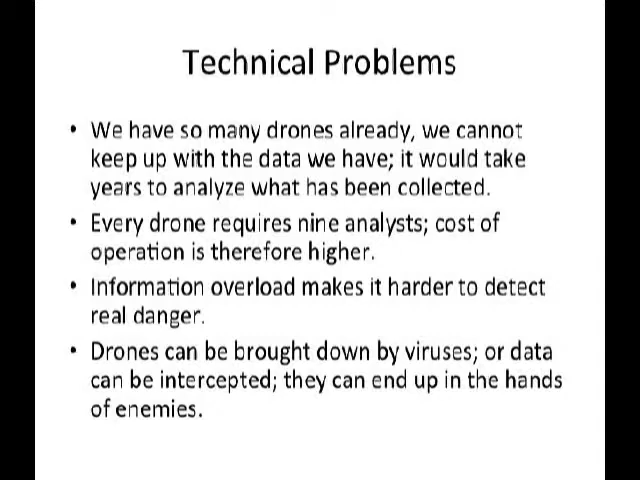 Technical Problems
• We have so many drones already, we cannot
keep up with the data we have; it would take
years to analyze what has been collected.
• Every drone requires nine analysts; cost of
operation is therefore higher.
• Information overload makes it harder to detect
real danger.
• Drones can be brought down by viruses; or data
can be intercepted; they can end up in the hands
of enemies.